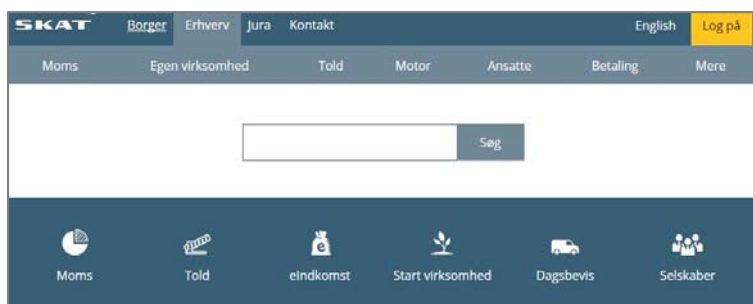 SKAT Borger Erhverv Jura Kontakt English Log på
Moms Egen virksomhed Told Motor Ansatte Betaling Mere
Søg
e
Moms Told eIndkomst Start virksomhed Dagsbevis Selskaber